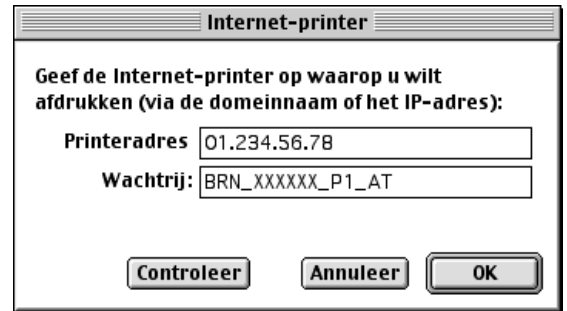 Internet-printer
Geef de Internet-printer op waarop u wilt
afdrukken (via de domeinnaam of het IP-adres):
Printeradres 01.234.56.78
Wachtrij: BRN_XXXXXX_P1_AT
Controleer Annuleer OK